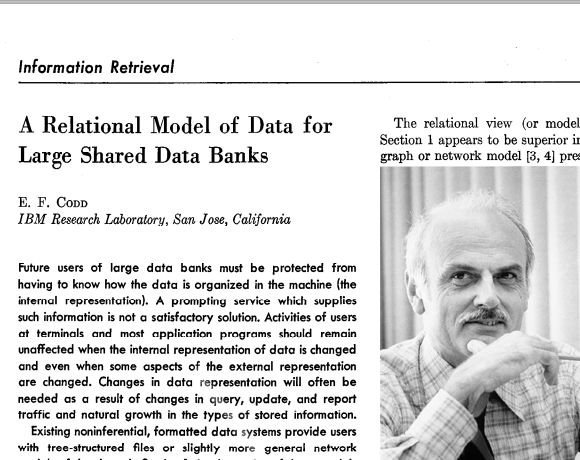 Information Retrieval
A Relational Model of Data for
Large Shared Data Banks
E. F. CODD
IBM Research Laboratory, San Jose, California
Future users of large data banks must be protected from
having to know how the data is organized in the machine (the
internal representation). A prompting service which supplies
such information is not a satisfactory solution. Activities of users
at terminals and most application programs should remain
unaffected when the internal representation of data is changed
and even when some aspects of the external representation
are changed. Changes in data representation will often be
needed as a result of changes in query, update, and report
traffic and natural growth in the types of stored information.
Existing noninferential, formatted data systems provide users
with tree-structured files or slightly more general network
The relational view (or model
Section 1 appears to be superior in
graph or network model [3, 4] pres